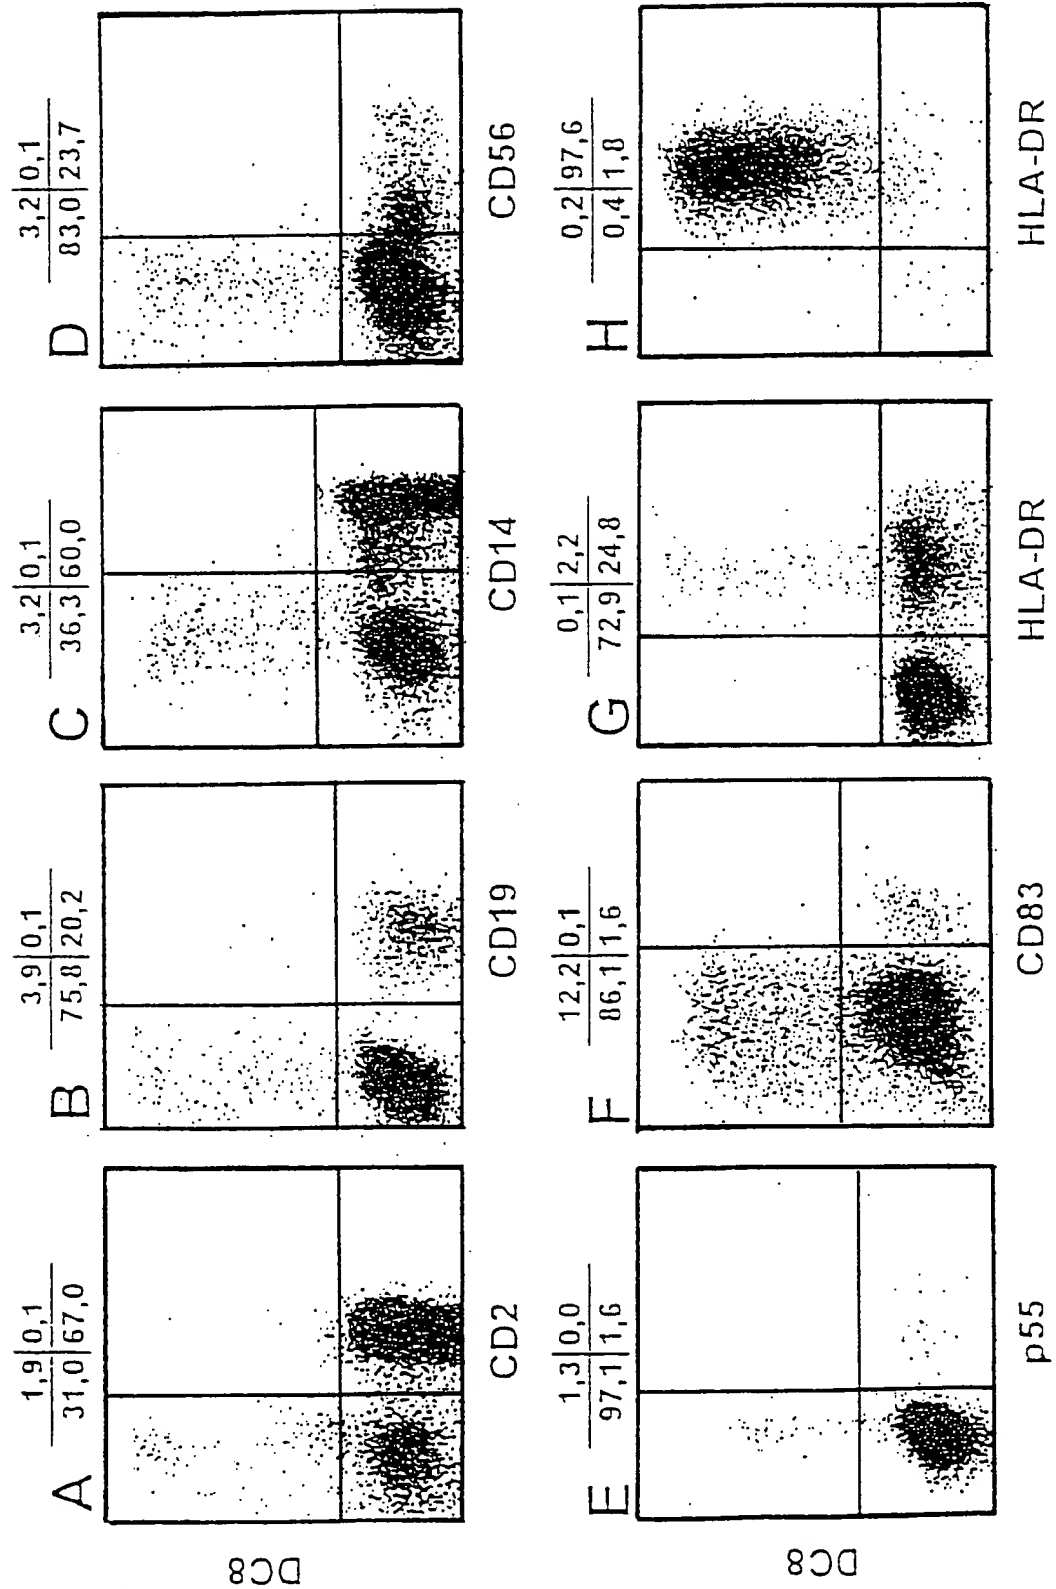 A
1,9|0,1
31,0|67,0
B
3,9|0,1
75,8|20,2
C
3,2|0,1
36,3|60,0
D
3,2|0,1
83,0|23,7
DC8
CD2
CD19
CD14
CD56
E
1,3|0,0
97,1|1,6
F
12,2|0,1
86,1|1,6
G
0,1|2,2
72,9|24,8
H
0,2|97,6
0,4|1,8
DC8
p55
CD83
HLA-DR
HLA-DR